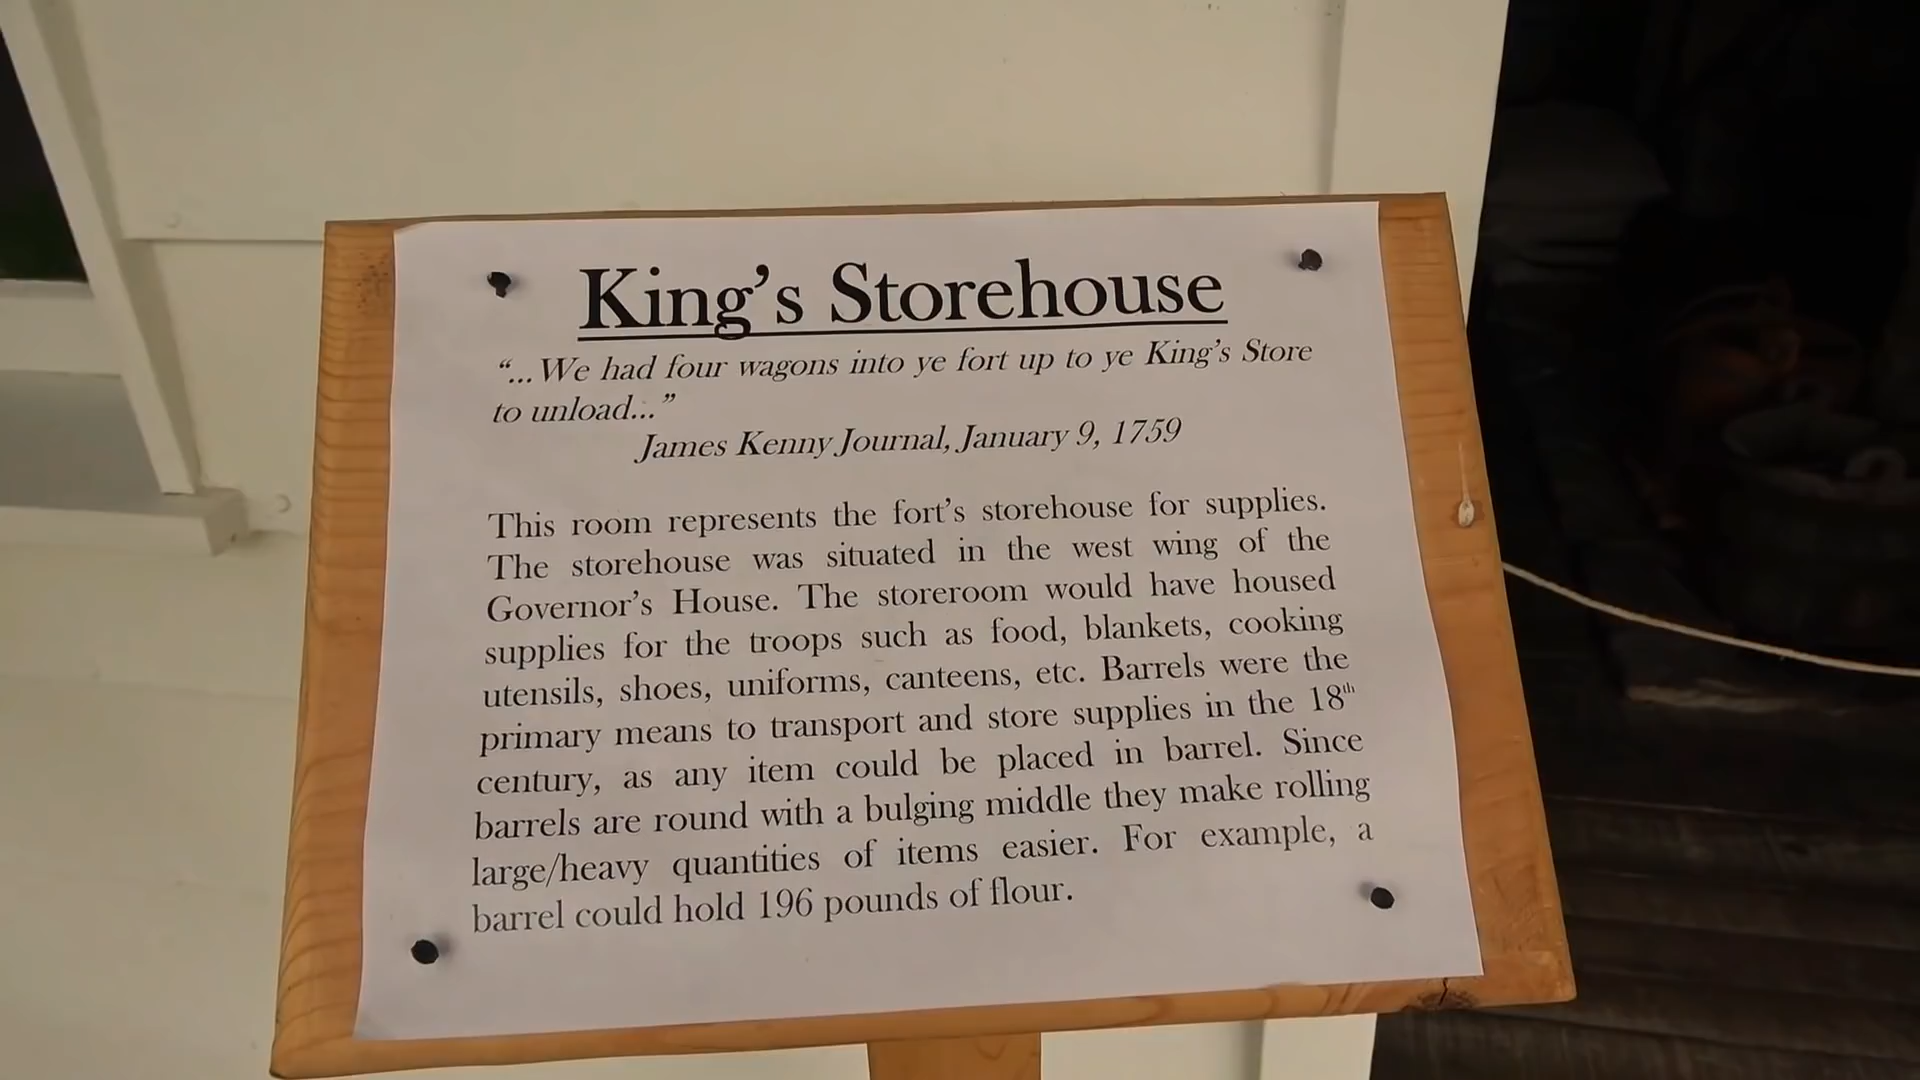 King's Storehouse
“... We had four wagons into ye fort up to ye King's Store
to unload...”
James Kenny Journal, January 9, 1759
This room represents the fort's storehouse for supplies.
The storehouse was situated in the west wing of the
Governor's House. The storeroom would have housed
supplies for the troops such as food, blankets, cooking
utensils, shoes, uniforms, canteens, etc. Barrels were the
primary means to transport and store supplies in the 18th
century, as any item could be placed in barrel. Since
barrels are round with a bulging middle they make rolling
large/heavy quantities of items easier. For example, a
barrel could hold 196 pounds of flour.